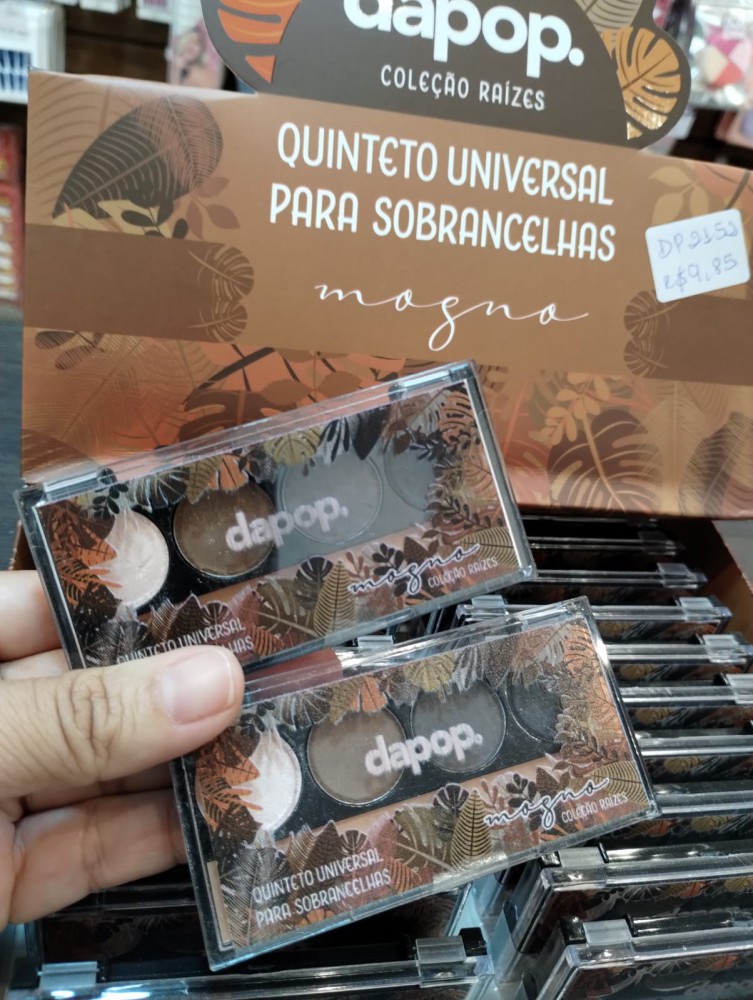 dapop.
COLEÇÃO RAÍZES
QUINTETO UNIVERSAL
PARA SOBRANCELHAS
mogno
DP2152
R$9,85
dapop.
mogno
COLEÇÃO RAÍZES
QUINTETO UNIVERSAL
dapop.
mogno
COLEÇÃO RAÍZES
QUINTETO UNIVERSAL
PARA SOBRANCELHAS